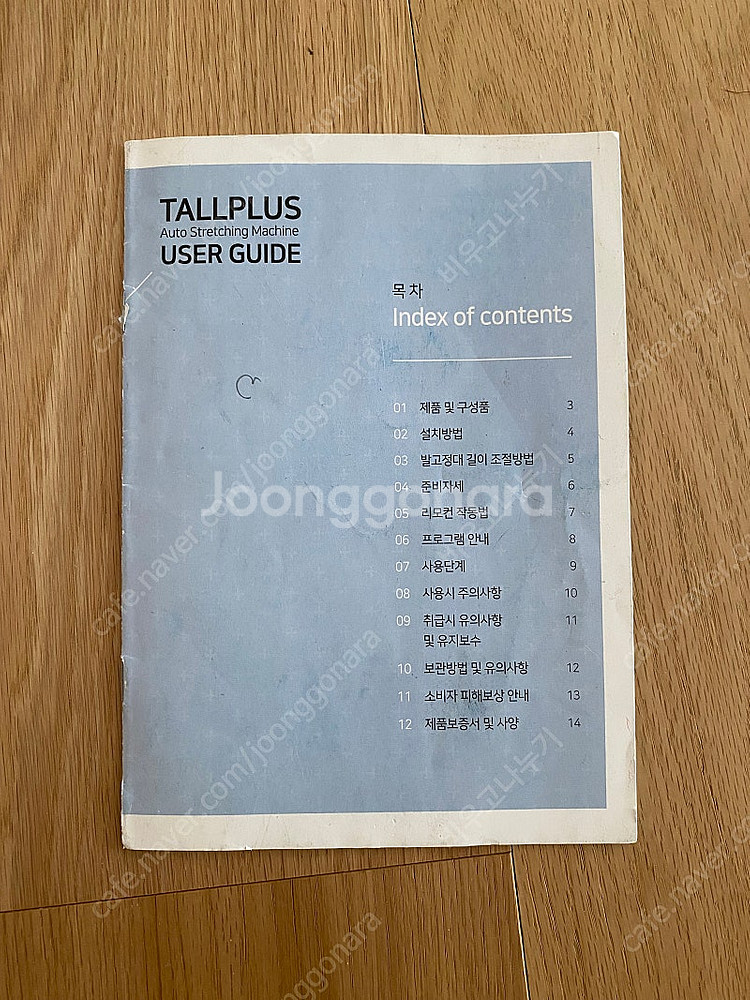 TALLPLUS
Auto Stretching Machine
USER GUIDE
목차
Index of contents
01 제품 및 구성품 3
02 설치방법 4
03 발고정대 길이 조절방법 5
04 준비자세 6
05 리모컨 작동법 7
06 프로그램 안내 8
07 사용단계 9
08 사용시 주의사항 10
09 취급시 유의사항 11
및 유지보수
10 보관방법 및 유의사항 12
11 소비자 피해보상 안내 13
12 제품보증서 및 사양 14
Joonggonara
cafe.naver.com/joonggonara
비우고나누기